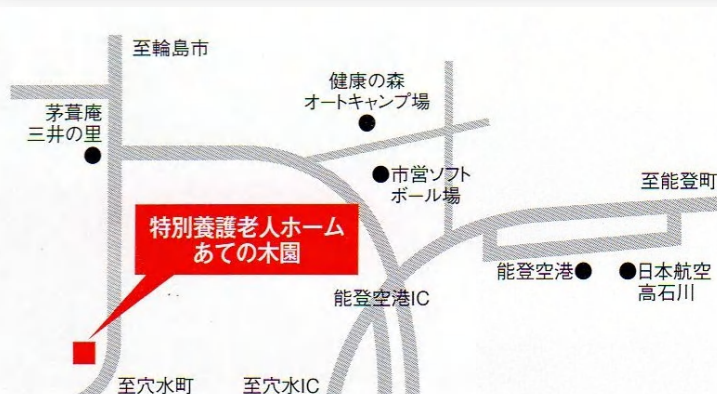 至輪島市
健康の森
オートキャンプ場
茅葺庵
三井の里
市営ソフト
ボール場
至能登町
特別養護老人ホーム
あての木園
能登空港
日本航空
高石川
能登空港IC
至穴水町
至穴水IC